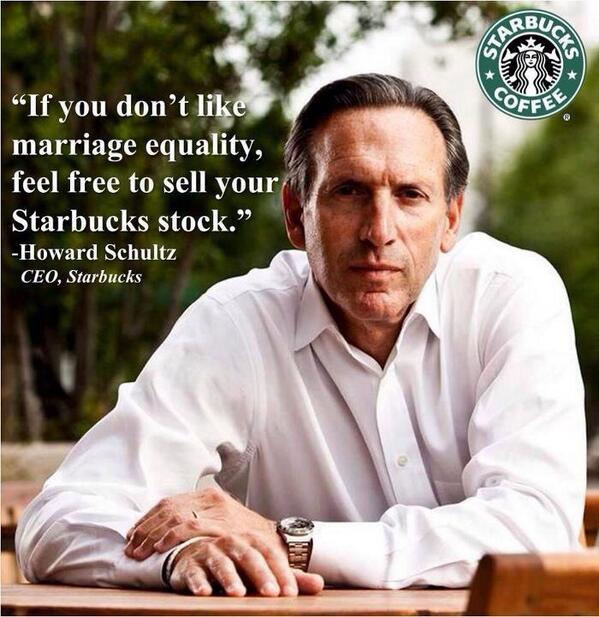 “If you don’t like
marriage equality,
feel free to sell your
Starbucks stock.”
-Howard Schultz
CEO, Starbucks
STARBUCKS
COFFEE
®